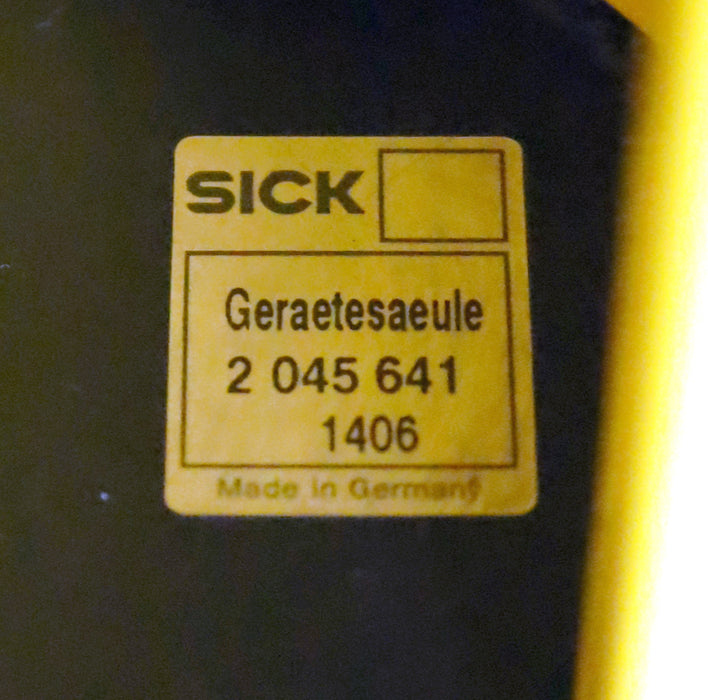 SICK
Geraetesaeule
2 045 641
1406
Made in Germany